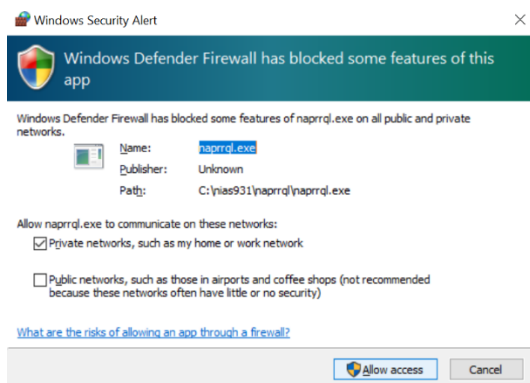 Windows Security Alert
Windows Defender Firewall has blocked some features of this
app
Windows Defender Firewall has blocked some features of naprrql.exe on all public and private
networks.
Name: naprrql.exe
Publisher: Unknown
Path: C:\nias931\naprrql\naprrql.exe
Allow naprrql.exe to communicate on these networks:
Private networks, such as my home or work network
Public networks, such as those in airports and coffee shops (not recommended
because these networks often have little or no security)
What are the risks of allowing an app through a firewall?
Allow access Cancel